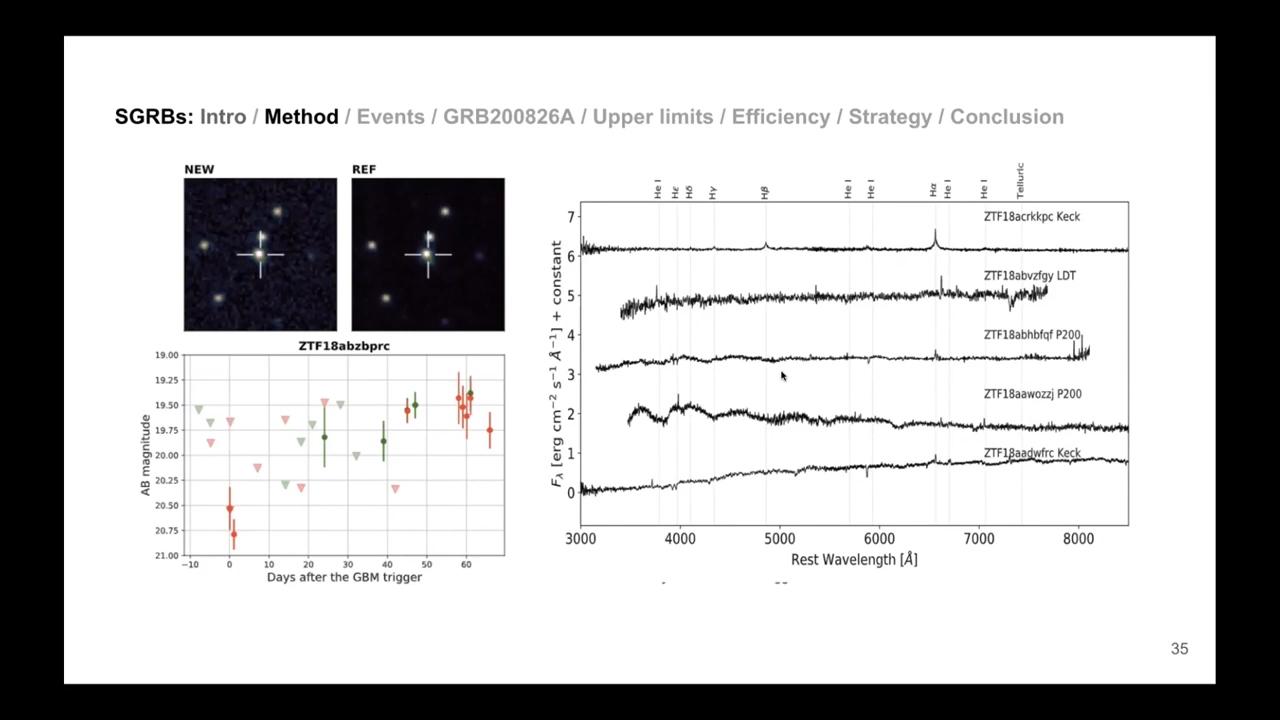 SGRBs: Intro / Method / Events / GRB200826A / Upper limits / Efficiency / Strategy / Conclusion
NEW
REF
ZTF18abzbprc
AB magnitude
19.00
19.25
19.50
19.75
20.00
20.25
20.50
20.75
21.00
−10 0 10 20 30 40 50 60
Days after the GBM trigger
He I Hε Hδ Hγ Hβ He I He I Hα He I He I Telluric
Fλ [erg cm−2 s−1 Å−1] + constant
7
6
5
4
3
2
1
0
ZTF18acrkkpc Keck
ZTF18abvzfgy LDT
ZTF18abhbfqf P200
ZTF18aawozzj P200
ZTF18aadwfrc Keck
3000 4000 5000 6000 7000 8000
Rest Wavelength [Å]
35